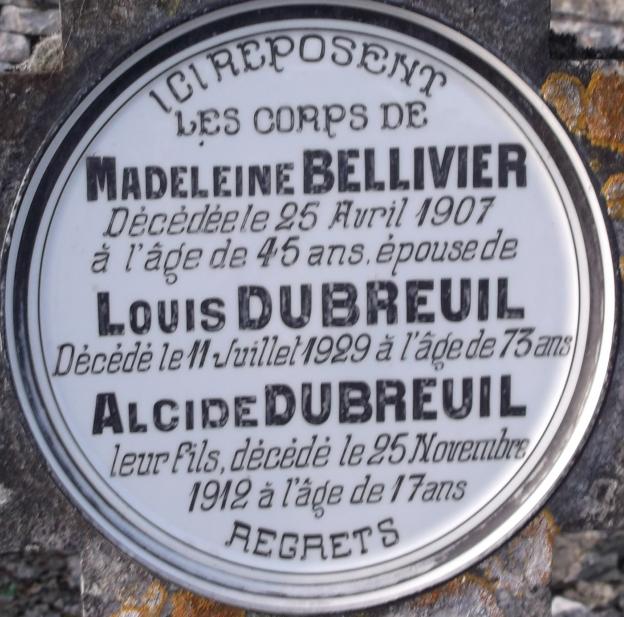 ICI REPOSENT
LES CORPS DE
MADELEINE BELLIVIER
Décédée le 25 Avril 1907
à l'âge de 45 ans, épouse de
LOUIS DUBREUIL
Décédé le 11 Juillet 1929 à l'âge de 73 ans
ALCIDE DUBREUIL
leur fils, décédé le 25 Novembre
1912 à l'âge de 17 ans
REGRETS